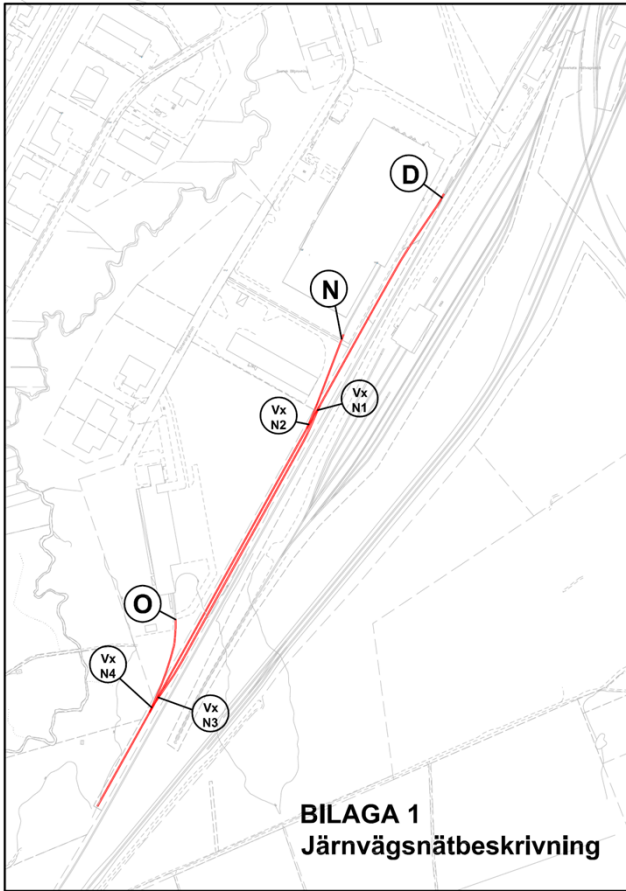 D
N
Vx
N1
Vx
N2
O
Vx
N4
Vx
N3
BILAGA 1
Järnvägsnätbeskrivning